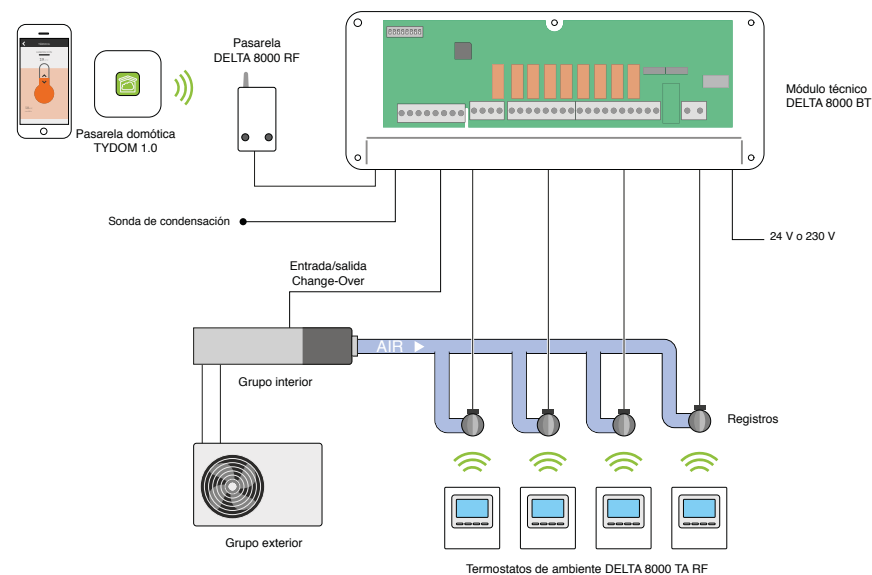 Pasarela
DELTA 8000 RF
Módulo técnico
DELTA 8000 BT
Pasarela domótica
TYDOM 1.0
Sonda de condensación
24 V o 230 V
Entrada/salida
Change-Over
AIR
Grupo interior
Registros
Grupo exterior
Termostatos de ambiente DELTA 8000 TA RF